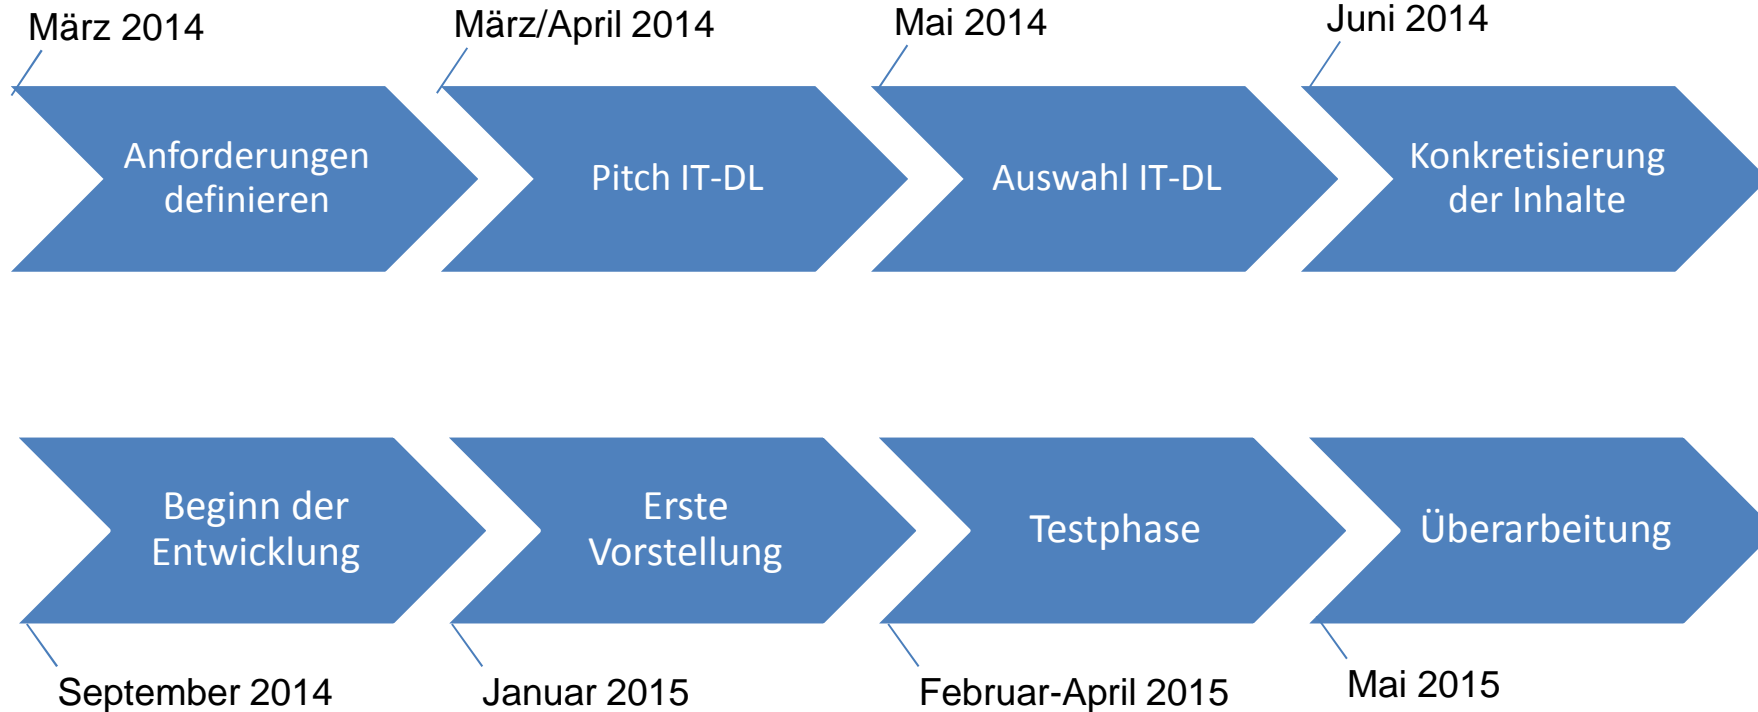 März 2014
März/April 2014
Mai 2014
Juni 2014
Anforderungen
definieren
Pitch IT-DL
Auswahl IT-DL
Konkretisierung
der Inhalte
Beginn der
Entwicklung
Erste
Vorstellung
Testphase
Überarbeitung
September 2014
Januar 2015
Februar-April 2015
Mai 2015